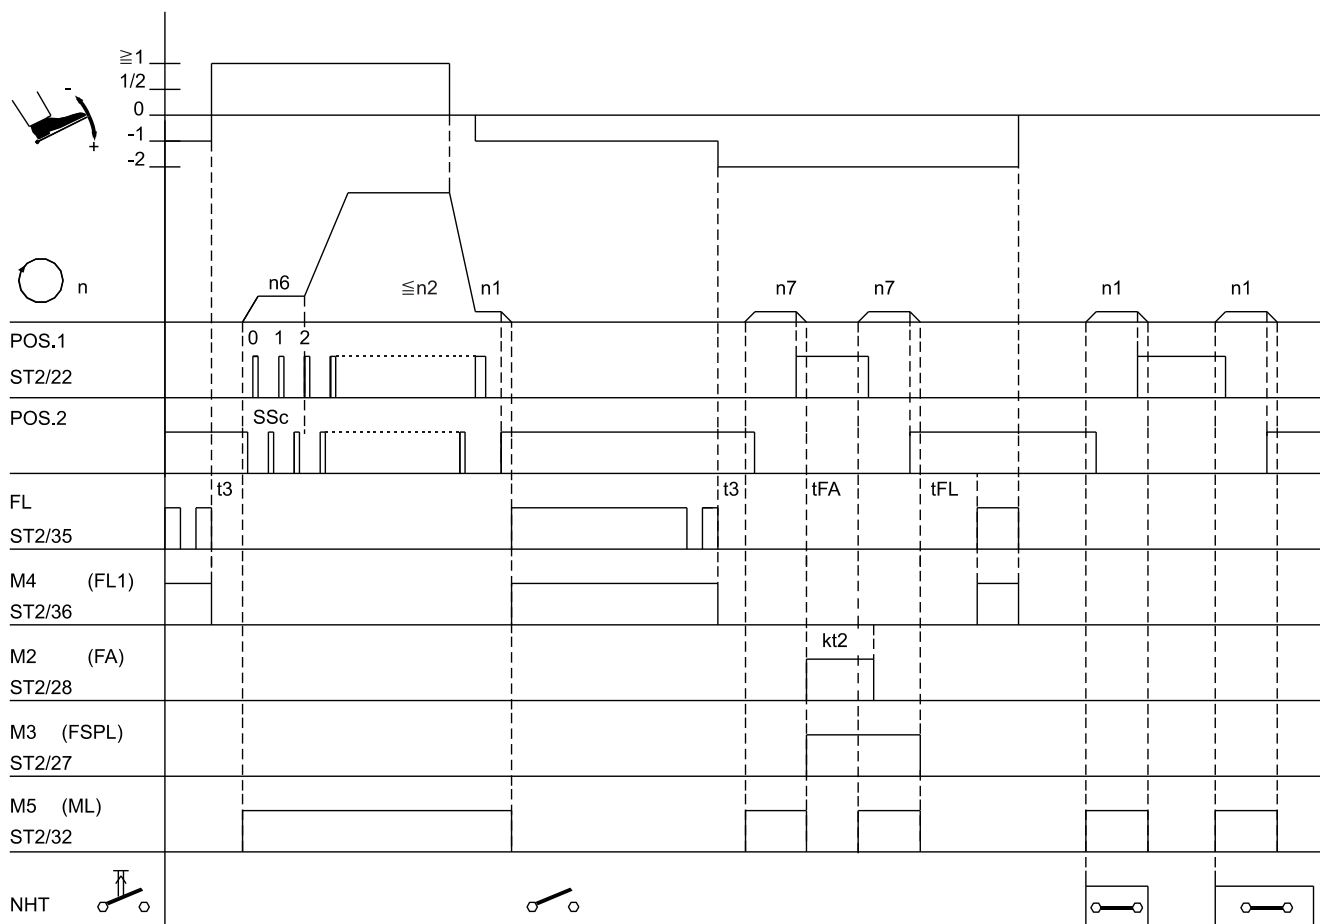 ≧1
1/2
0
-1
-2
-
+
n
n6
≦n2
n1
n7
n7
n1
n1
POS.1
ST2/22
0 1 2
POS.2
SSc
FL
ST2/35
t3
t3
tFA
tFL
M4 (FL1)
ST2/36
M2 (FA)
ST2/28
kt2
M3 (FSPL)
ST2/27
M5 (ML)
ST2/32
NHT